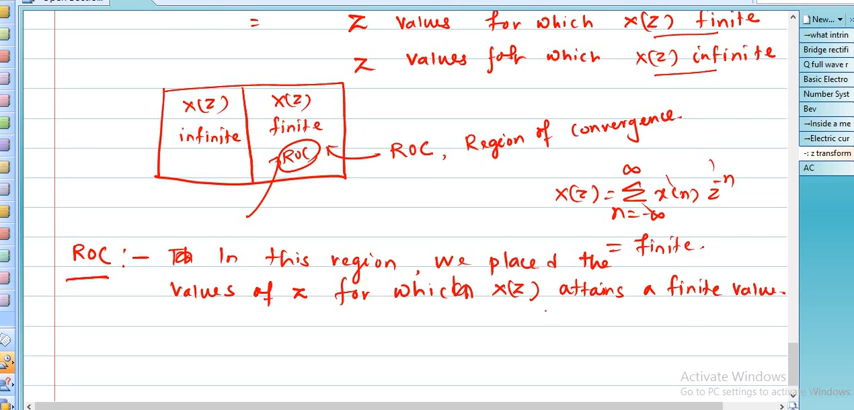 Z values for which X(Z) finite
=
Z values for which X(Z) infinite
X(Z) infinite
X(Z) finite
ROC
ROC, Region of convergence.
X(Z) = ∞ Σ n=-∞ x(n) Z^-n
= finite.
ROC :- In this region, we placed the
values of z for which X(Z) attains a finite value.
New...
what intrin
Bridge rectifi
Q full wave r
Basic Electro
Number Syst
Bev
Inside a me
Electric cur
z transform
AC
Activate Windows
Go to PC settings to activate Windows.